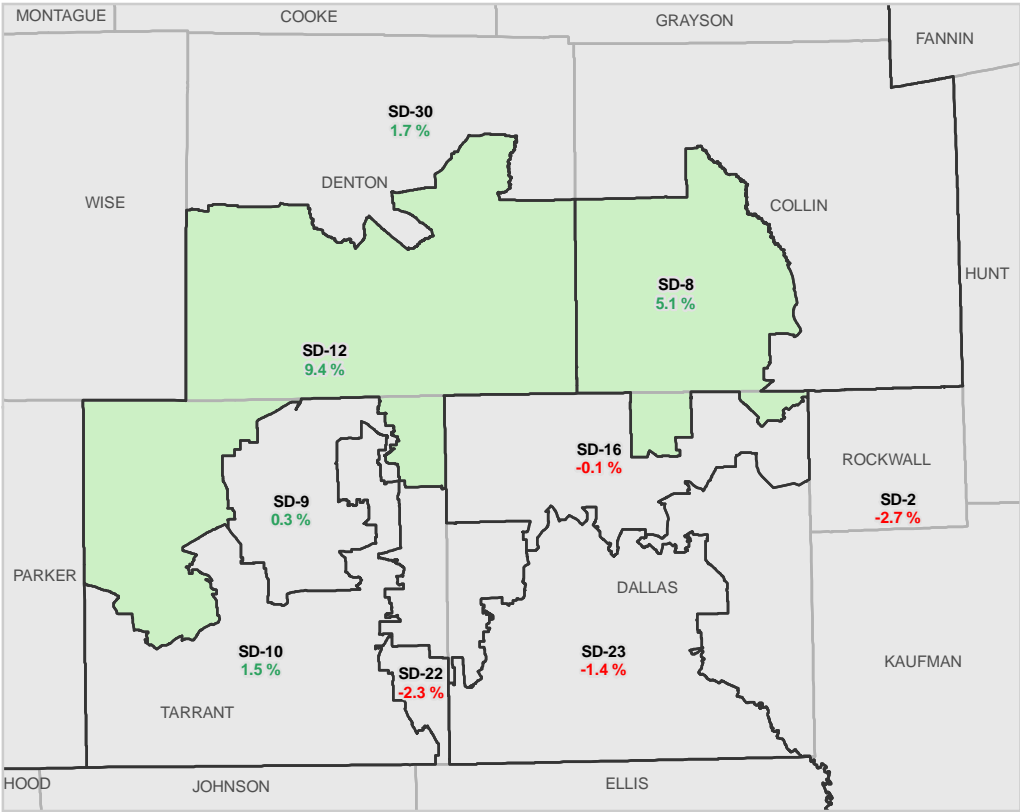 MONTAGUE
COOKE
GRAYSON
FANNIN
SD-30
1.7 %
DENTON
WISE
COLLIN
HUNT
SD-8
5.1 %
SD-12
9.4 %
SD-16
-0.1 %
ROCKWALL
SD-9
0.3 %
SD-2
-2.7 %
PARKER
DALLAS
SD-10
1.5 %
SD-22
-2.3 %
SD-23
-1.4 %
KAUFMAN
TARRANT
HOOD
JOHNSON
ELLIS